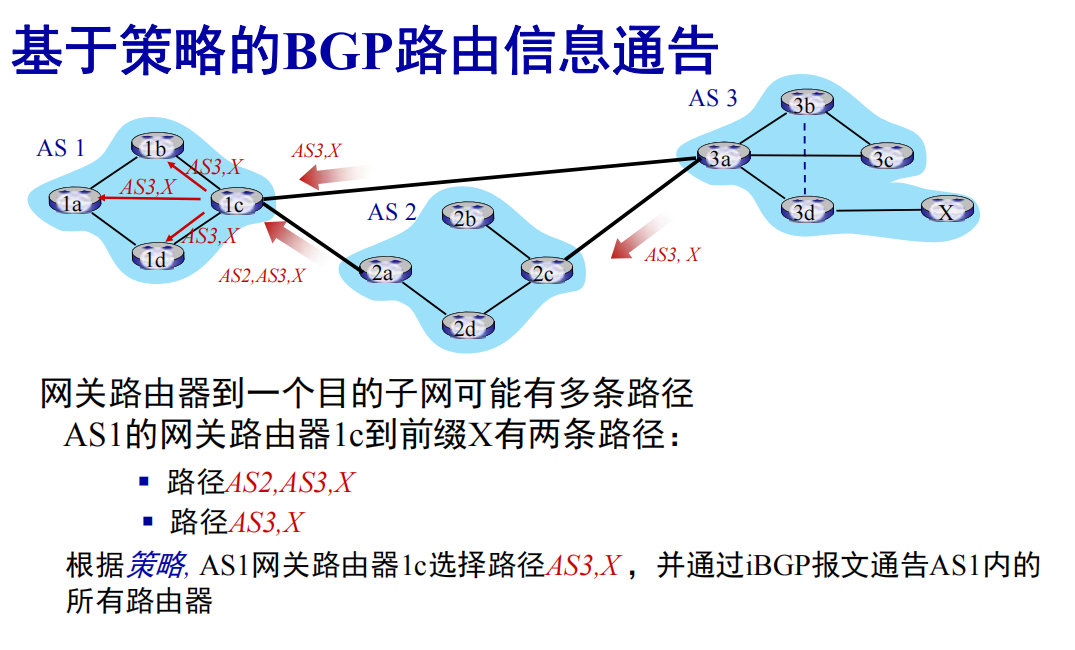 基于策略的BGP路由信息通告
AS 3
3b
3a
3c
3d
X
AS 1
1b
1a
1c
1d
AS3,X
AS3,X
AS3,X
AS3,X
AS2,AS3,X
AS 2
2b
2a
2c
2d
AS3, X
网关路由器到一个目的子网可能有多条路径
AS1的网关路由器1c到前缀X有两条路径：
▪ 路径AS2,AS3,X
▪ 路径AS3,X
根据策略, AS1网关路由器1c选择路径AS3,X ，并通过iBGP报文通告AS1内的
所有路由器